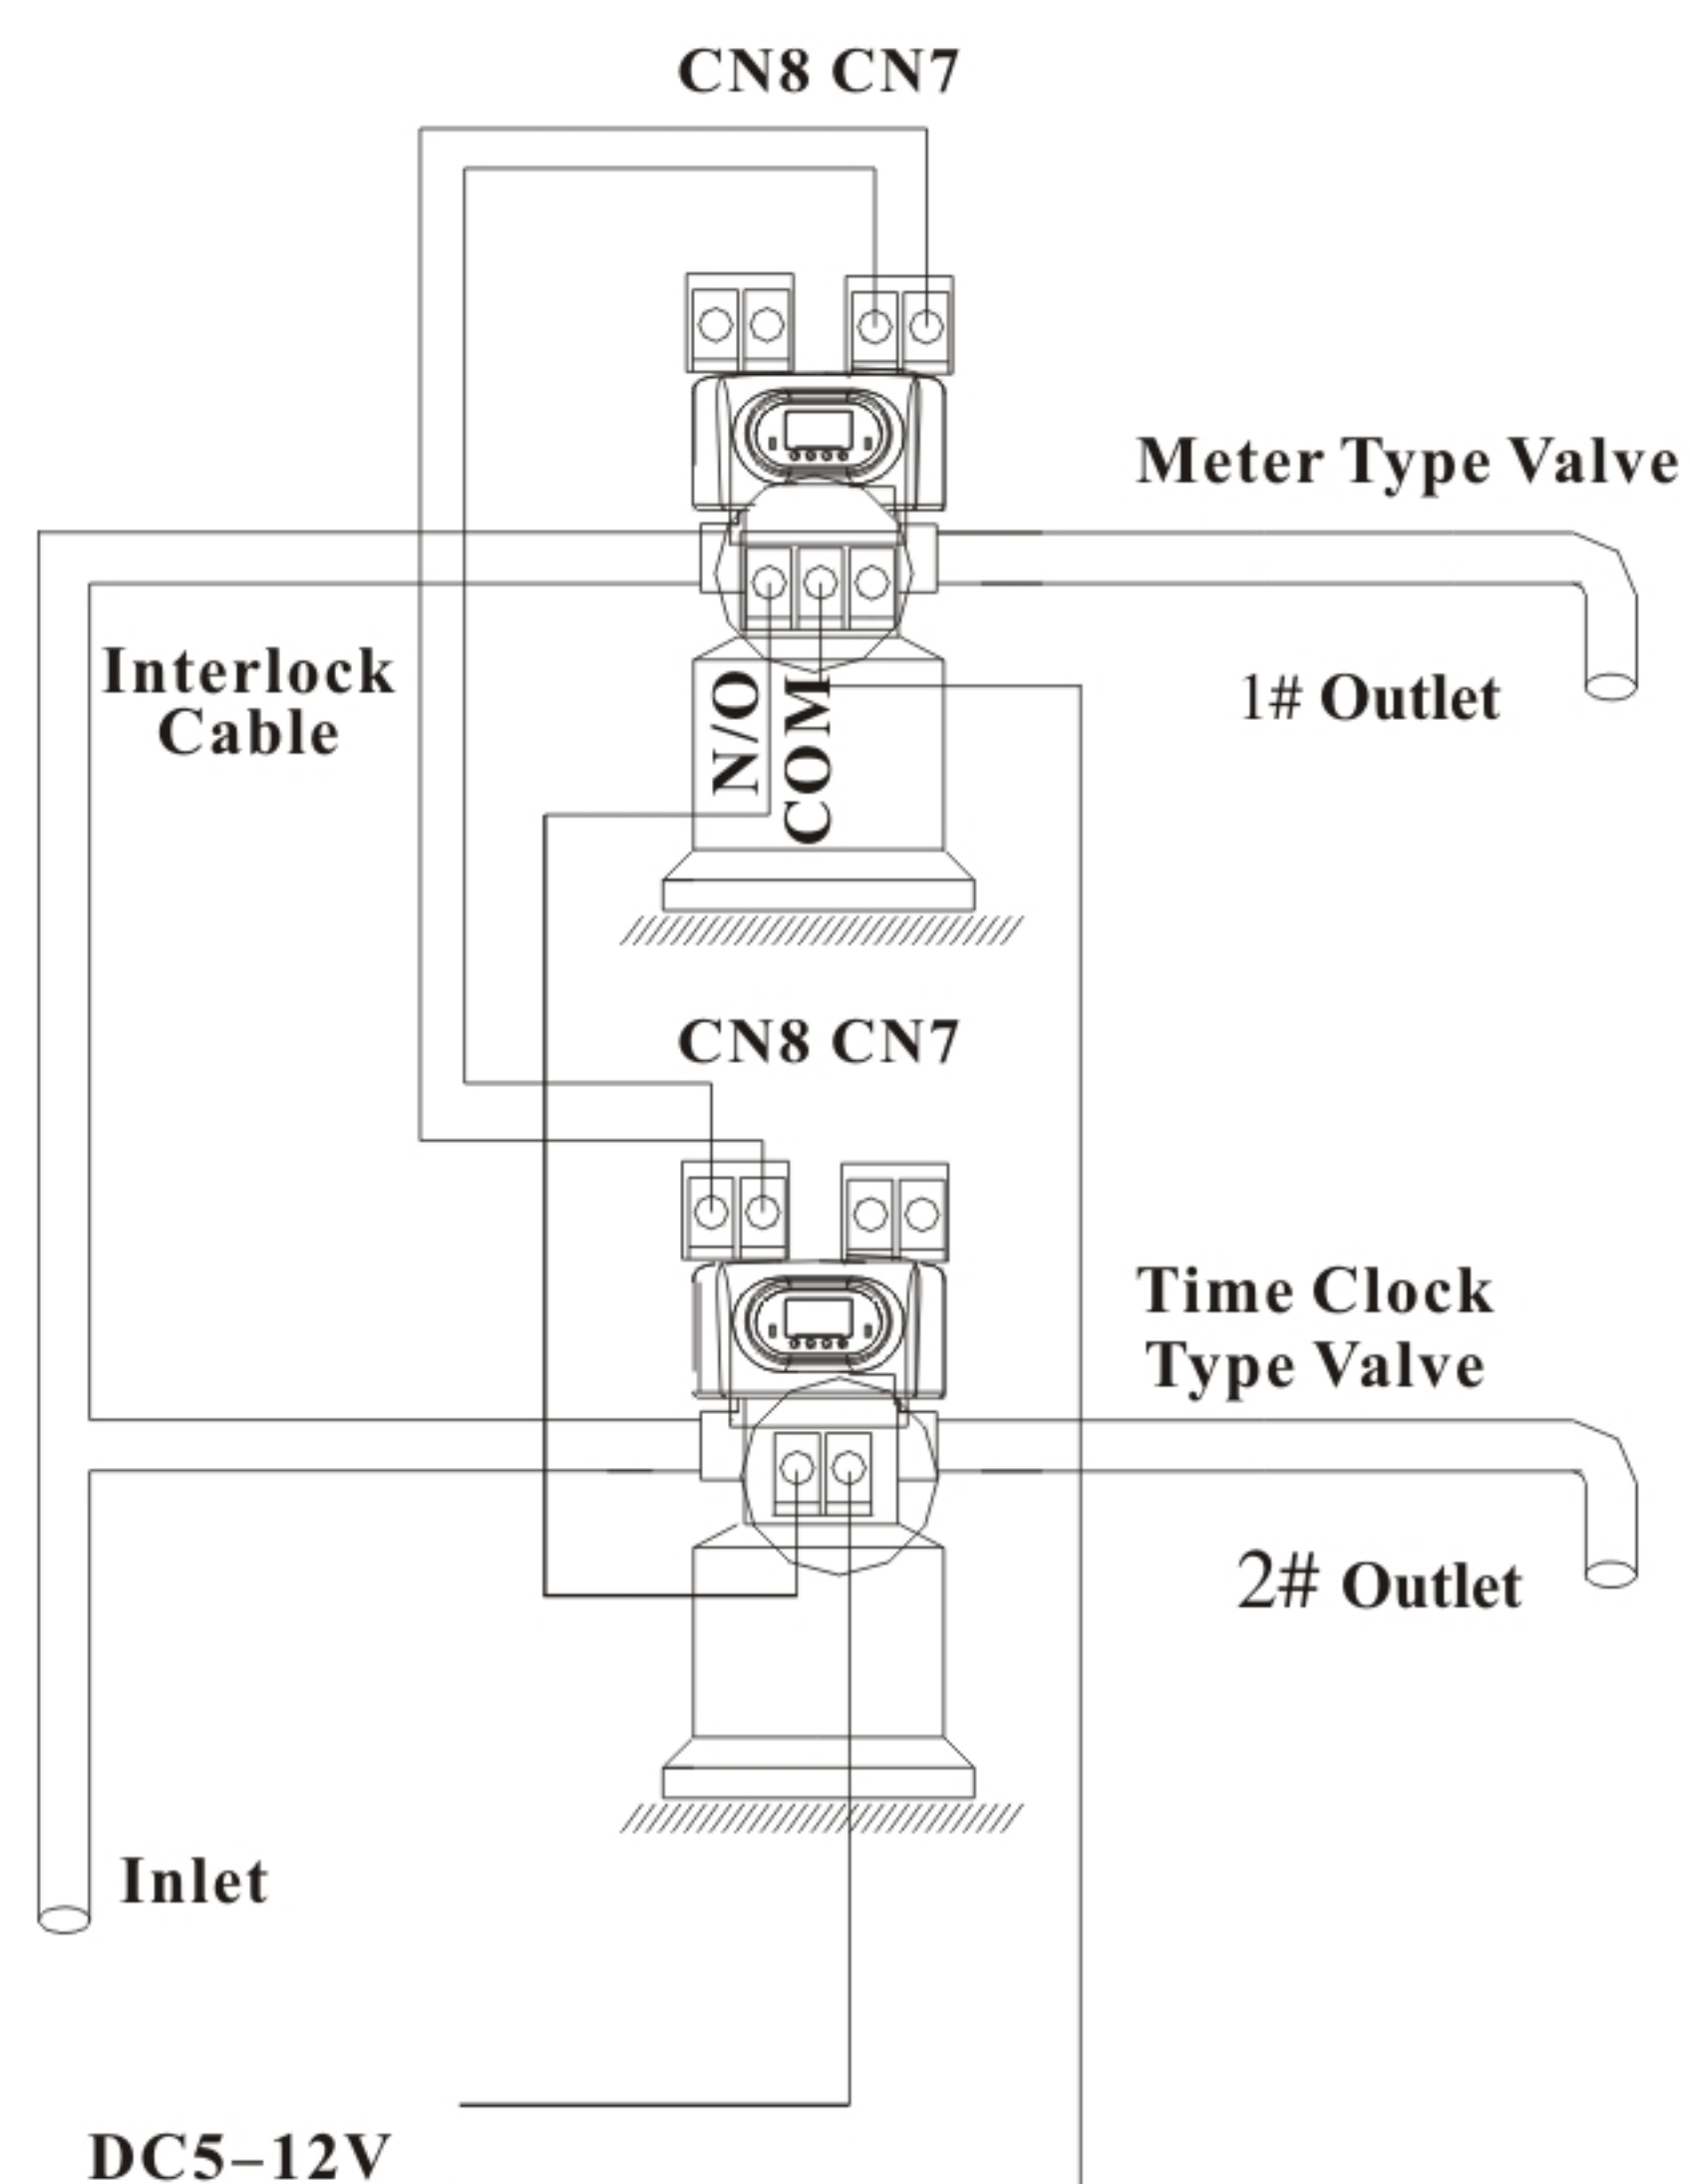 CN8 CN7
Meter Type Valve
Interlock
Cable
1# Outlet
N/O
COM
CN8 CN7
Time Clock
Type Valve
2# Outlet
Inlet
DC5-12V